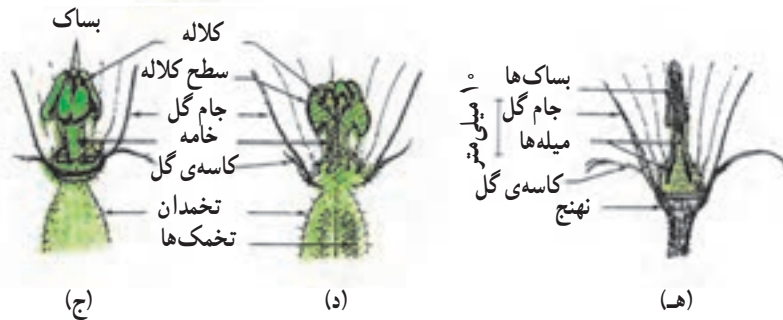 بساک
کلاله
سطح کلاله
جام گل
خامه
کاسه‌ی گل
تخمدان
تخمک‌ها
بساک‌ها
جام گل
میله‌ها
کاسه‌ی گل
نهنج
۱۰ میلی‌متر
(ج)
(د)
(هـ)